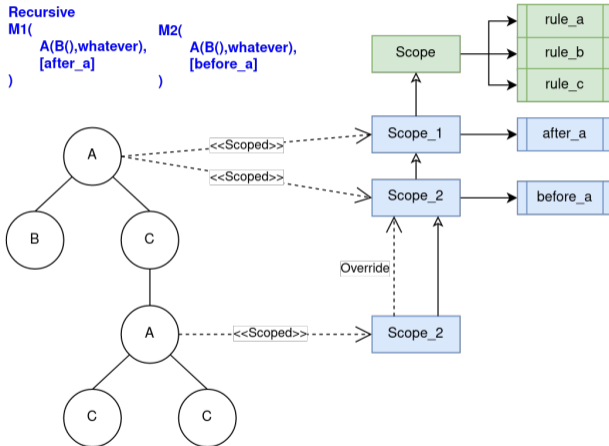 Recursive
M1(
A(B(),whatever),
[after_a]
)
M2(
A(B(),whatever),
[before_a]
)
Scope
rule_a
rule_b
rule_c
A
<<Scoped>>
Scope_1
after_a
<<Scoped>>
Scope_2
before_a
B
C
Override
A
<<Scoped>>
Scope_2
C
C